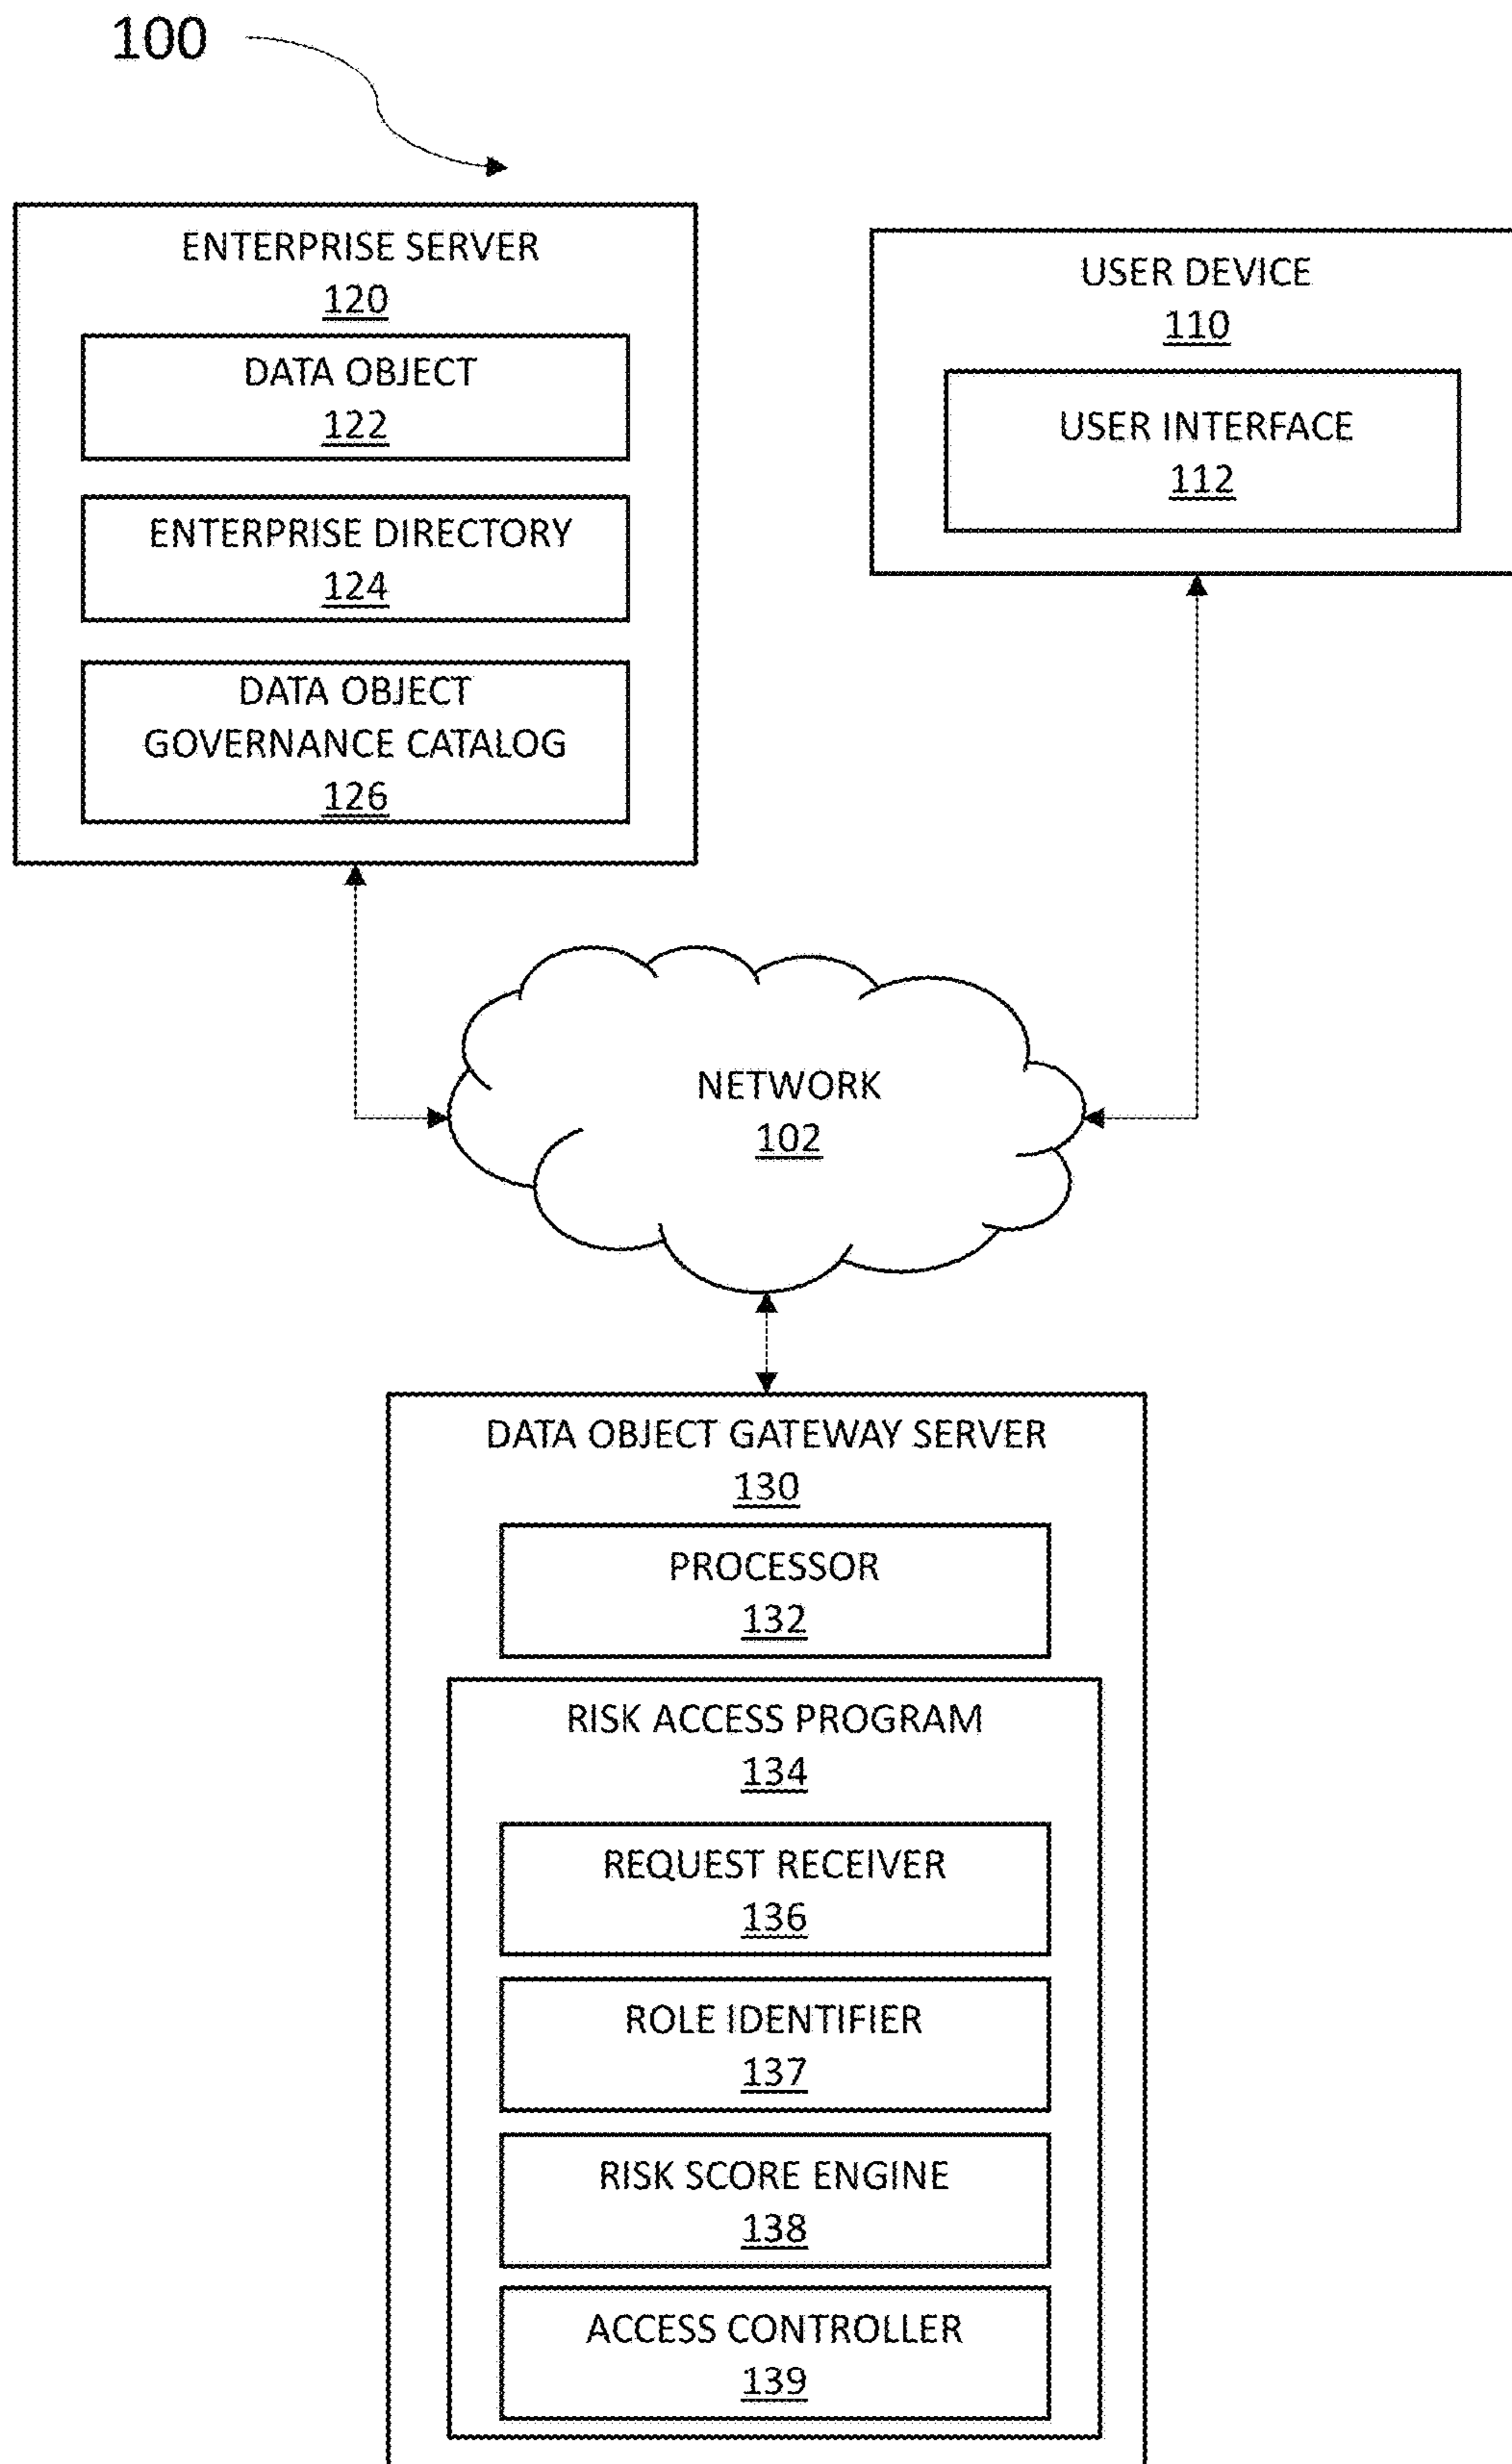 100
ENTERPRISE SERVER
120
DATA OBJECT
122
ENTERPRISE DIRECTORY
124
DATA OBJECT
GOVERNANCE CATALOG
126
USER DEVICE
110
USER INTERFACE
112
NETWORK
102
DATA OBJECT GATEWAY SERVER
130
PROCESSOR
132
RISK ACCESS PROGRAM
134
REQUEST RECEIVER
136
ROLE IDENTIFIER
137
RISK SCORE ENGINE
138
ACCESS CONTROLLER
139